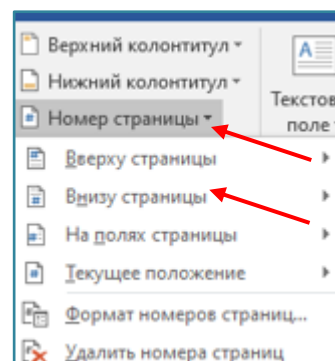 Верхний колонтитул
Нижний колонтитул
Номер страницы
Вверху страницы
Внизу страницы
На полях страницы
Текущее положение
Формат номеров страниц...
Удалить номера страниц
A
поле